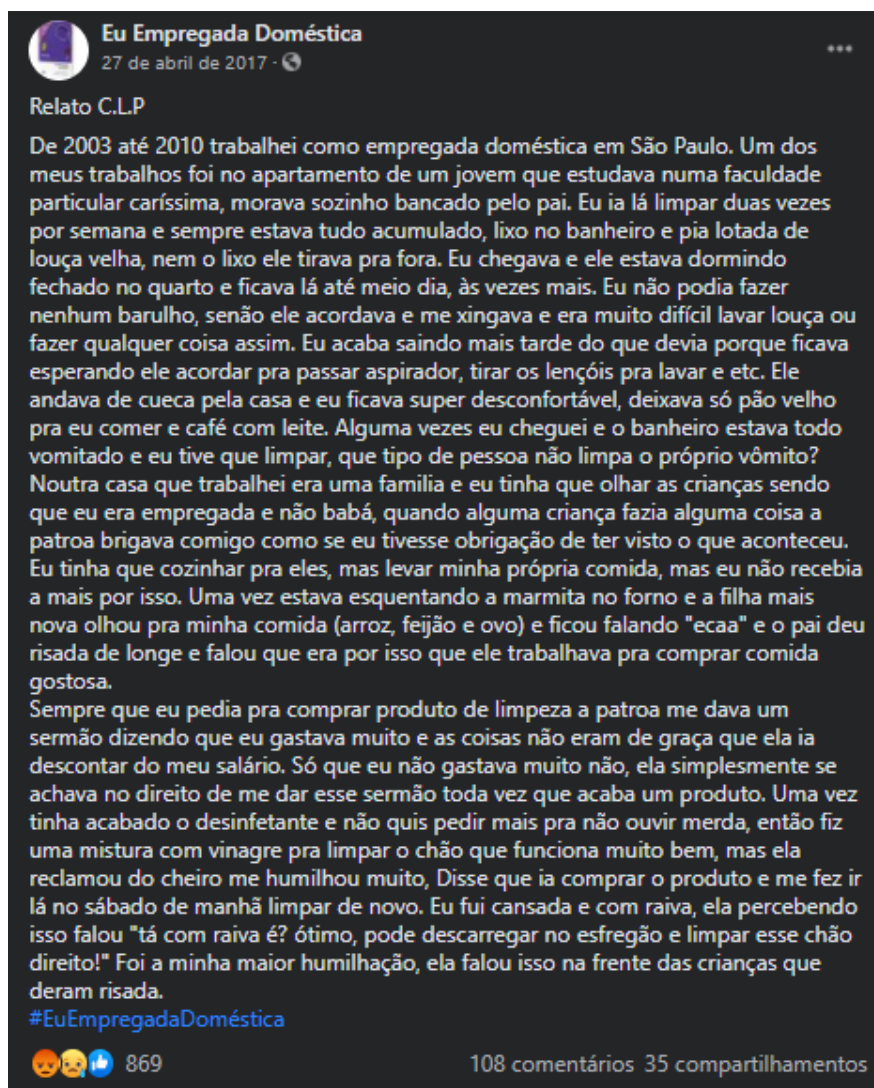 Eu Empregada Doméstica
27 de abril de 2017 ·
Relato C.L.P
De 2003 até 2010 trabalhei como empregada doméstica em São Paulo. Um dos
meus trabalhos foi no apartamento de um jovem que estudava numa faculdade
particular caríssima, morava sozinho bancado pelo pai. Eu ia lá limpar duas vezes
por semana e sempre estava tudo acumulado, lixo no banheiro e pia lotada de
louça velha, nem o lixo ele tirava pra fora. Eu chegava e ele estava dormindo
fechado no quarto e ficava lá até meio dia, às vezes mais. Eu não podia fazer
nenhum barulho, senão ele acordava e me xingava e era muito difícil lavar louça ou
fazer qualquer coisa assim. Eu acaba saindo mais tarde do que devia porque ficava
esperando ele acordar pra passar aspirador, tirar os lençóis pra lavar e etc. Ele
andava de cueca pela casa e eu ficava super desconfortável, deixava só pão velho
pra eu comer e café com leite. Alguma vezes eu cheguei e o banheiro estava todo
vomitado e eu tive que limpar, que tipo de pessoa não limpa o próprio vômito?
Noutra casa que trabalhei era uma familia e eu tinha que olhar as crianças sendo
que eu era empregada e não babá, quando alguma criança fazia alguma coisa a
patroa brigava comigo como se eu tivesse obrigação de ter visto o que aconteceu.
Eu tinha que cozinhar pra eles, mas levar minha própria comida, mas eu não recebia
a mais por isso. Uma vez estava esquentando a marmita no forno e a filha mais
nova olhou pra minha comida (arroz, feijão e ovo) e ficou falando "ecaa" e o pai deu
risada de longe e falou que era por isso que ele trabalhava pra comprar comida
gostosa.
Sempre que eu pedia pra comprar produto de limpeza a patroa me dava um
sermão dizendo que eu gastava muito e as coisas não eram de graça que ela ia
descontar do meu salário. Só que eu não gastava muito não, ela simplesmente se
achava no direito de me dar esse sermão toda vez que acaba um produto. Uma vez
tinha acabado o desinfetante e não quis pedir mais pra não ouvir merda, então fiz
uma mistura com vinagre pra limpar o chão que funciona muito bem, mas ela
reclamou do cheiro me humilhou muito, Disse que ia comprar o produto e me fez ir
lá no sábado de manhã limpar de novo. Eu fui cansada e com raiva, ela percebendo
isso falou "tá com raiva é? ótimo, pode descarregar no esfregão e limpar esse chão
direito!" Foi a minha maior humilhação, ela falou isso na frente das crianças que
deram risada.
#EuEmpregadaDoméstica
869
108 comentários 35 compartilhamentos